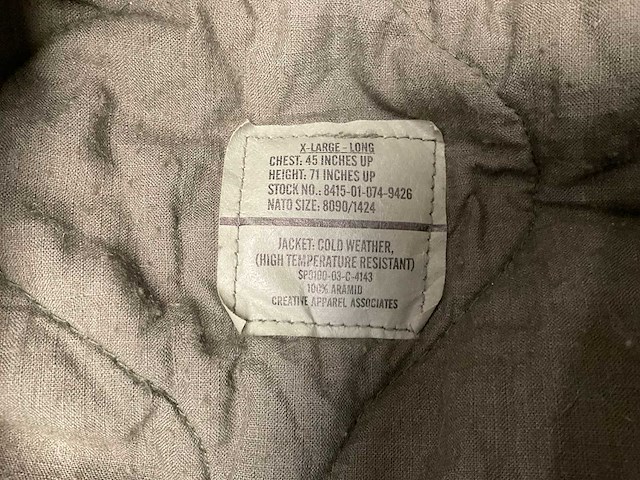 X-LARGE - LONG
CHEST: 45 INCHES UP
HEIGHT: 71 INCHES UP
STOCK NO.: 8415-01-074-9426
NATO SIZE: 8090/1424
JACKET: COLD WEATHER,
(HIGH TEMPERATURE RESISTANT)
SP0100-03-C-4143
100% ARAMID
CREATIVE APPAREL ASSOCIATES